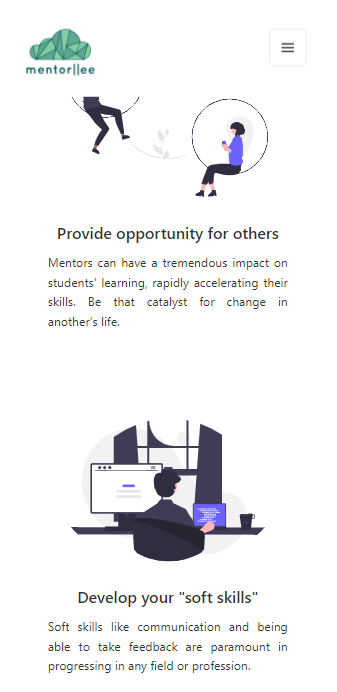 mentor||ee
Provide opportunity for others
Mentors can have a tremendous impact on
students' learning, rapidly accelerating their
skills. Be that catalyst for change in
another's life.
Develop your "soft skills"
Soft skills like communication and being
able to take feedback are paramount in
progressing in any field or profession.